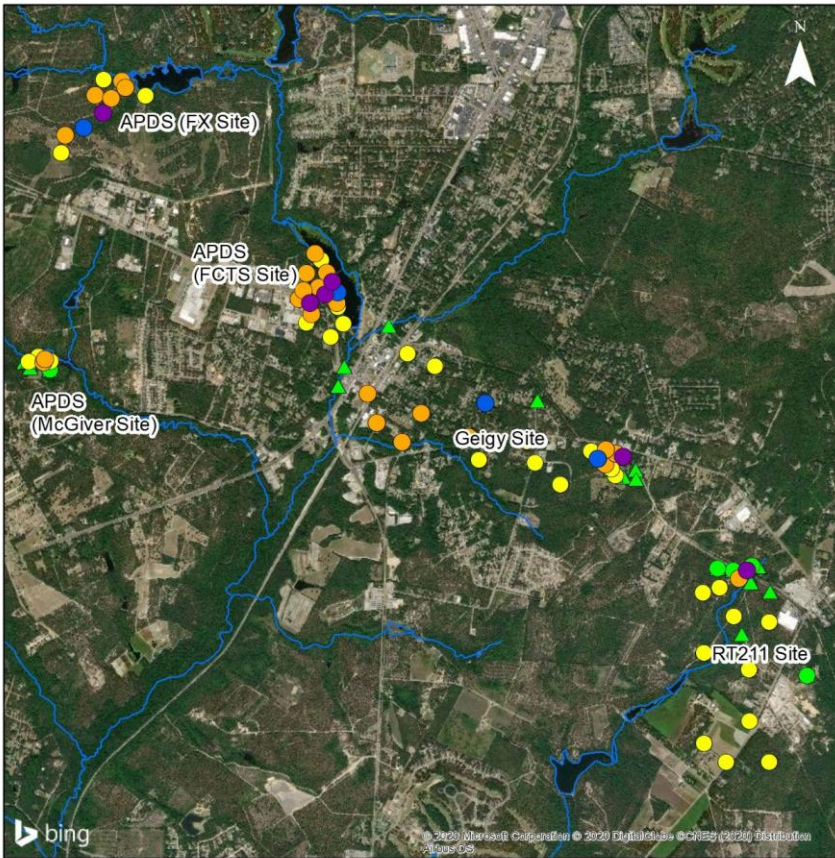 N
APDS (FX Site)
APDS
(FCTS Site)
APDS
(McGiver Site)
Geigy Site
RT211 Site
bing
© 2020 Microsoft Corporation © 2020 DigitalGlobe ©CNES (2020) Distribution
Airbus DS